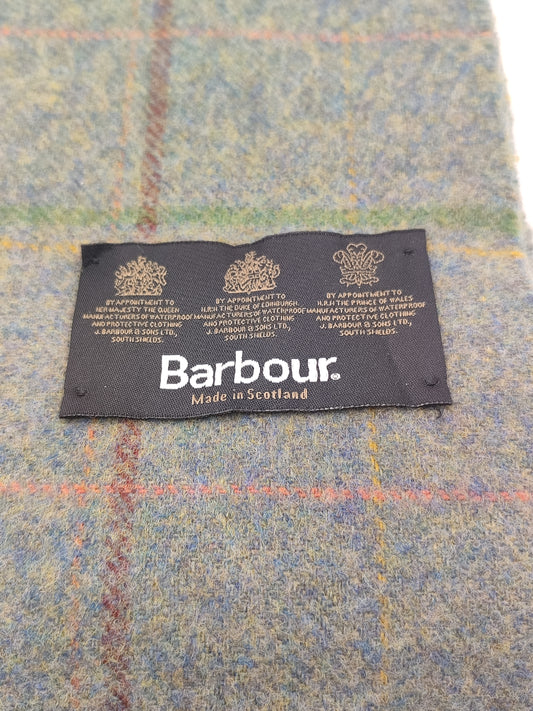 BY APPOINTMENT TO
HER MAJESTY THE QUEEN
MANUFACTURERS OF WATERPROOF
AND PROTECTIVE CLOTHING
J. BARBOUR & SONS LTD.,
SOUTH SHIELDS.
BY APPOINTMENT TO
H.R.H THE DUKE OF EDINBURGH
MANUFACTURERS OF WATERPROOF
AND PROTECTIVE CLOTHING
J. BARBOUR & SONS LTD.,
SOUTH SHIELDS.
BY APPOINTMENT TO
H.R.H THE PRINCE OF WALES
MANUFACTURERS OF WATERPROOF
AND PROTECTIVE CLOTHING
J. BARBOUR & SONS LTD.,
SOUTH SHIELDS.
Barbour
Made in Scotland